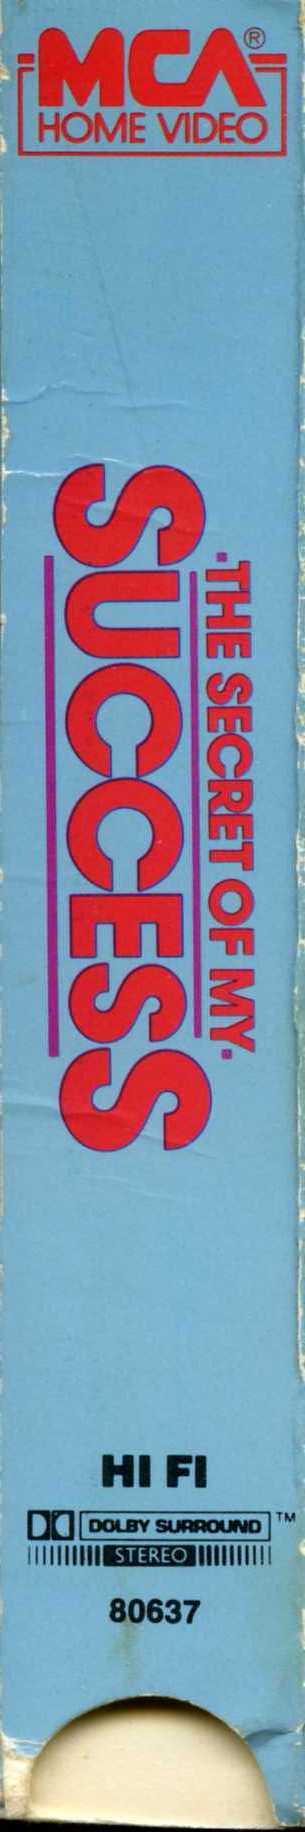 MCA®
HOME VIDEO
·THE SECRET OF MY·
SUCCESS
HI FI
DOLBY SURROUND™
STEREO
80637